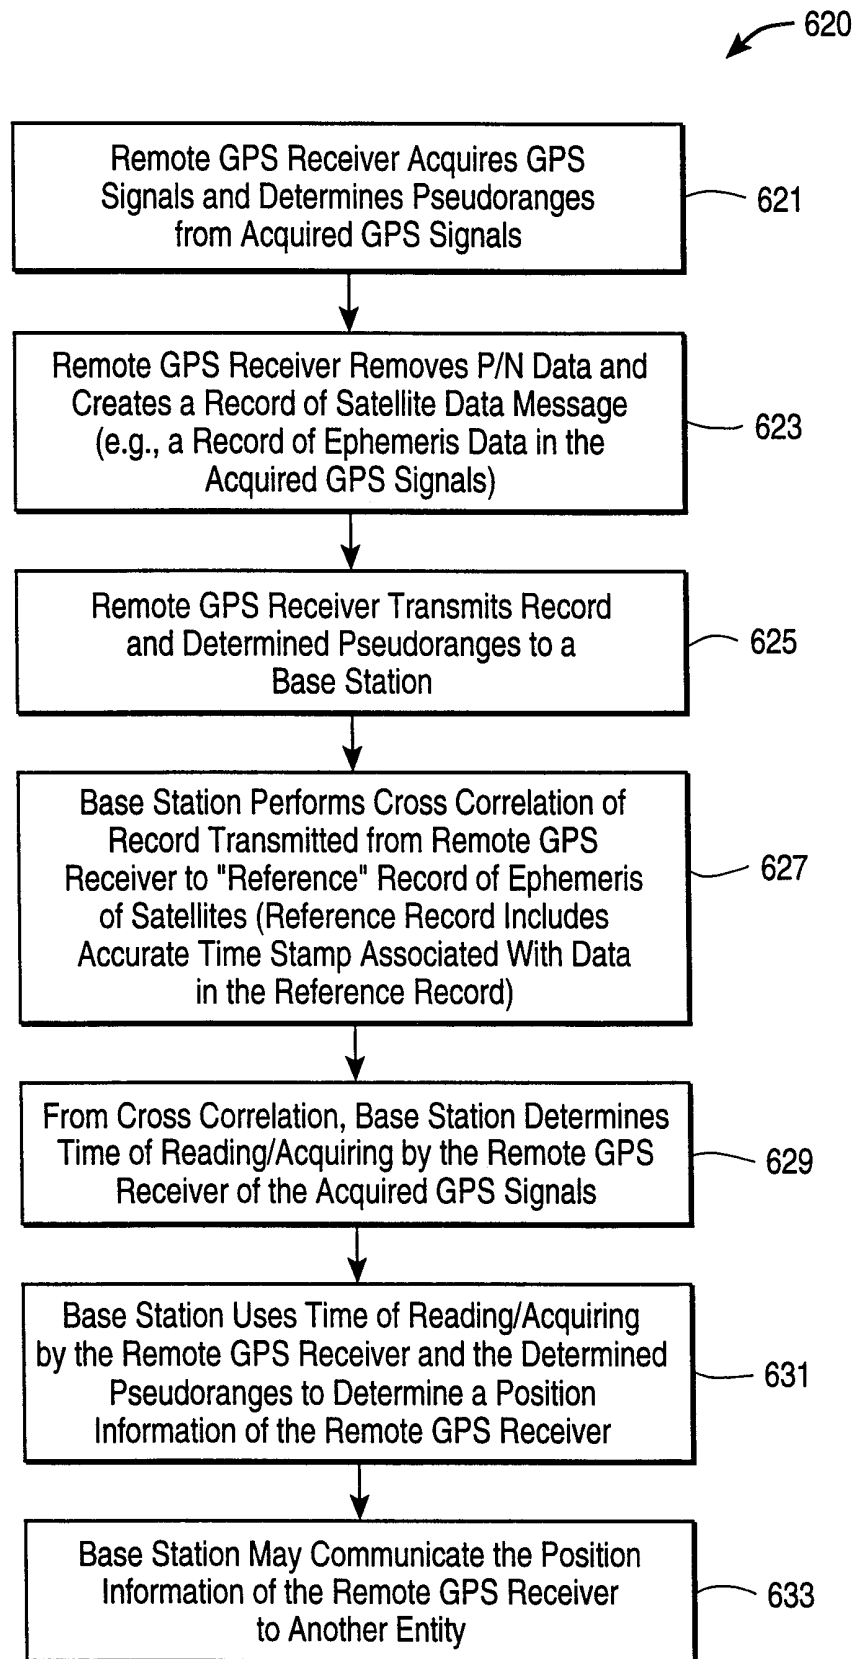 620
Remote GPS Receiver Acquires GPS
Signals and Determines Pseudoranges
from Acquired GPS Signals
621
Remote GPS Receiver Removes P/N Data and
Creates a Record of Satellite Data Message
(e.g., a Record of Ephemeris Data in the
Acquired GPS Signals)
623
Remote GPS Receiver Transmits Record
and Determined Pseudoranges to a
Base Station
625
Base Station Performs Cross Correlation of
Record Transmitted from Remote GPS
Receiver to "Reference" Record of Ephemeris
of Satellites (Reference Record Includes
Accurate Time Stamp Associated With Data
in the Reference Record)
627
From Cross Correlation, Base Station Determines
Time of Reading/Acquiring by the Remote GPS
Receiver of the Acquired GPS Signals
629
Base Station Uses Time of Reading/Acquiring
by the Remote GPS Receiver and the Determined
Pseudoranges to Determine a Position
Information of the Remote GPS Receiver
631
Base Station May Communicate the Position
Information of the Remote GPS Receiver
to Another Entity
633